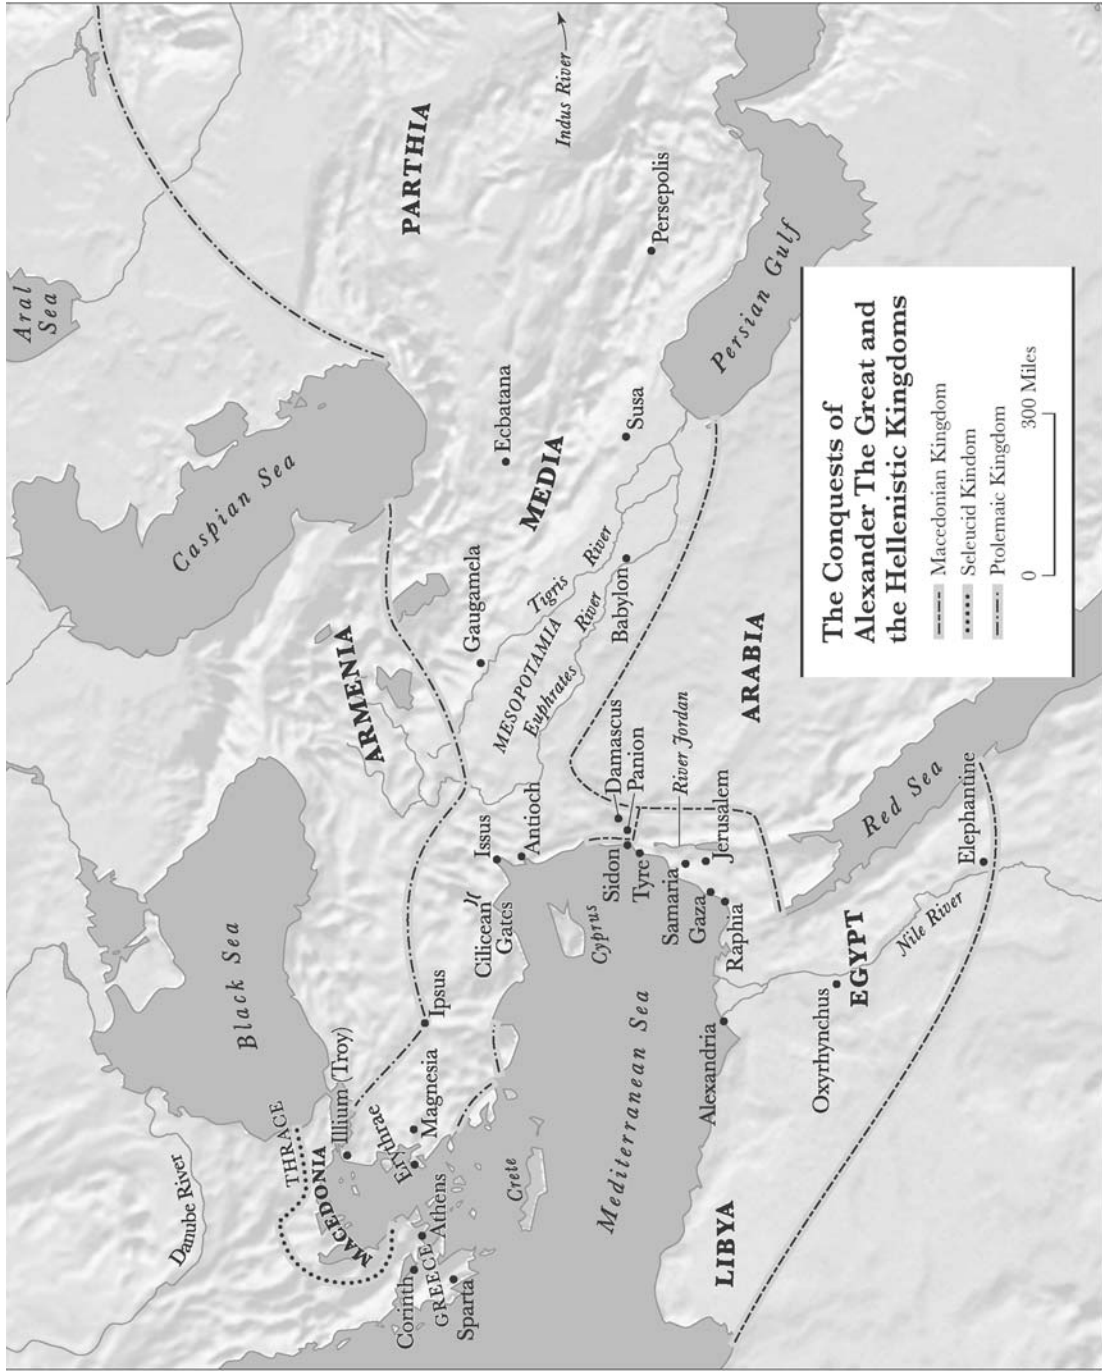 Aral
Sea
Caspian Sea
Black Sea
Danube River
THRACE
MACEDONIA
Illium (Troy)
Erythrae
Magnesia
Ipsus
Athens
Corinth
GREECE
Sparta
Crete
Cilicean
Gates
Issus
Antioch
Cyprus
Mediterranean Sea
ARMENIA
Gaugamela
MESOPOTAMIA
Tigris River
Euphrates River
Ecbatana
MEDIA
Susa
Babylon
PARTHIA
Indus River
Persepolis
Persian Gulf
Sidon
Damascus
Panion
Tyre
River Jordan
Samaria
Jerusalem
Gaza
Raphia
ARABIA
Alexandria
Oxyrhynchus
EGYPT
Nile River
Elephantine
Red Sea
LIBYA
The Conquests of
Alexander The Great and
the Hellenistic Kingdoms
Macedonian Kingdom
Seleucid Kindom
Ptolemaic Kingdom
0 300 Miles